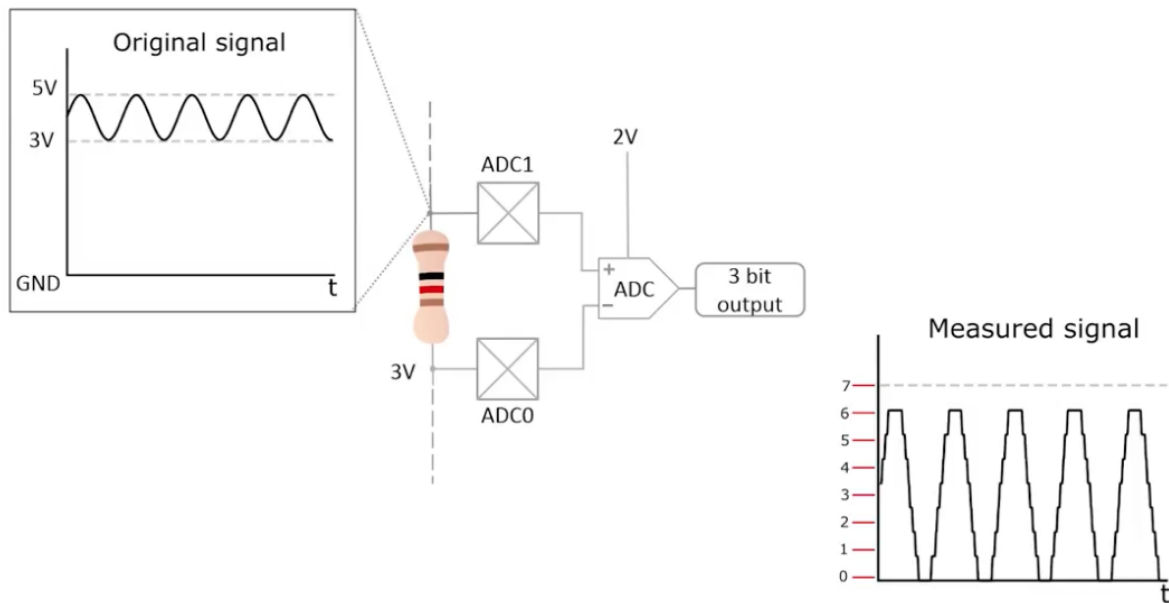 Original signal
5V
3V
GND
t
ADC1
2V
+
ADC
−
3 bit
output
3V
ADC0
Measured signal
7
6
5
4
3
2
1
0
t